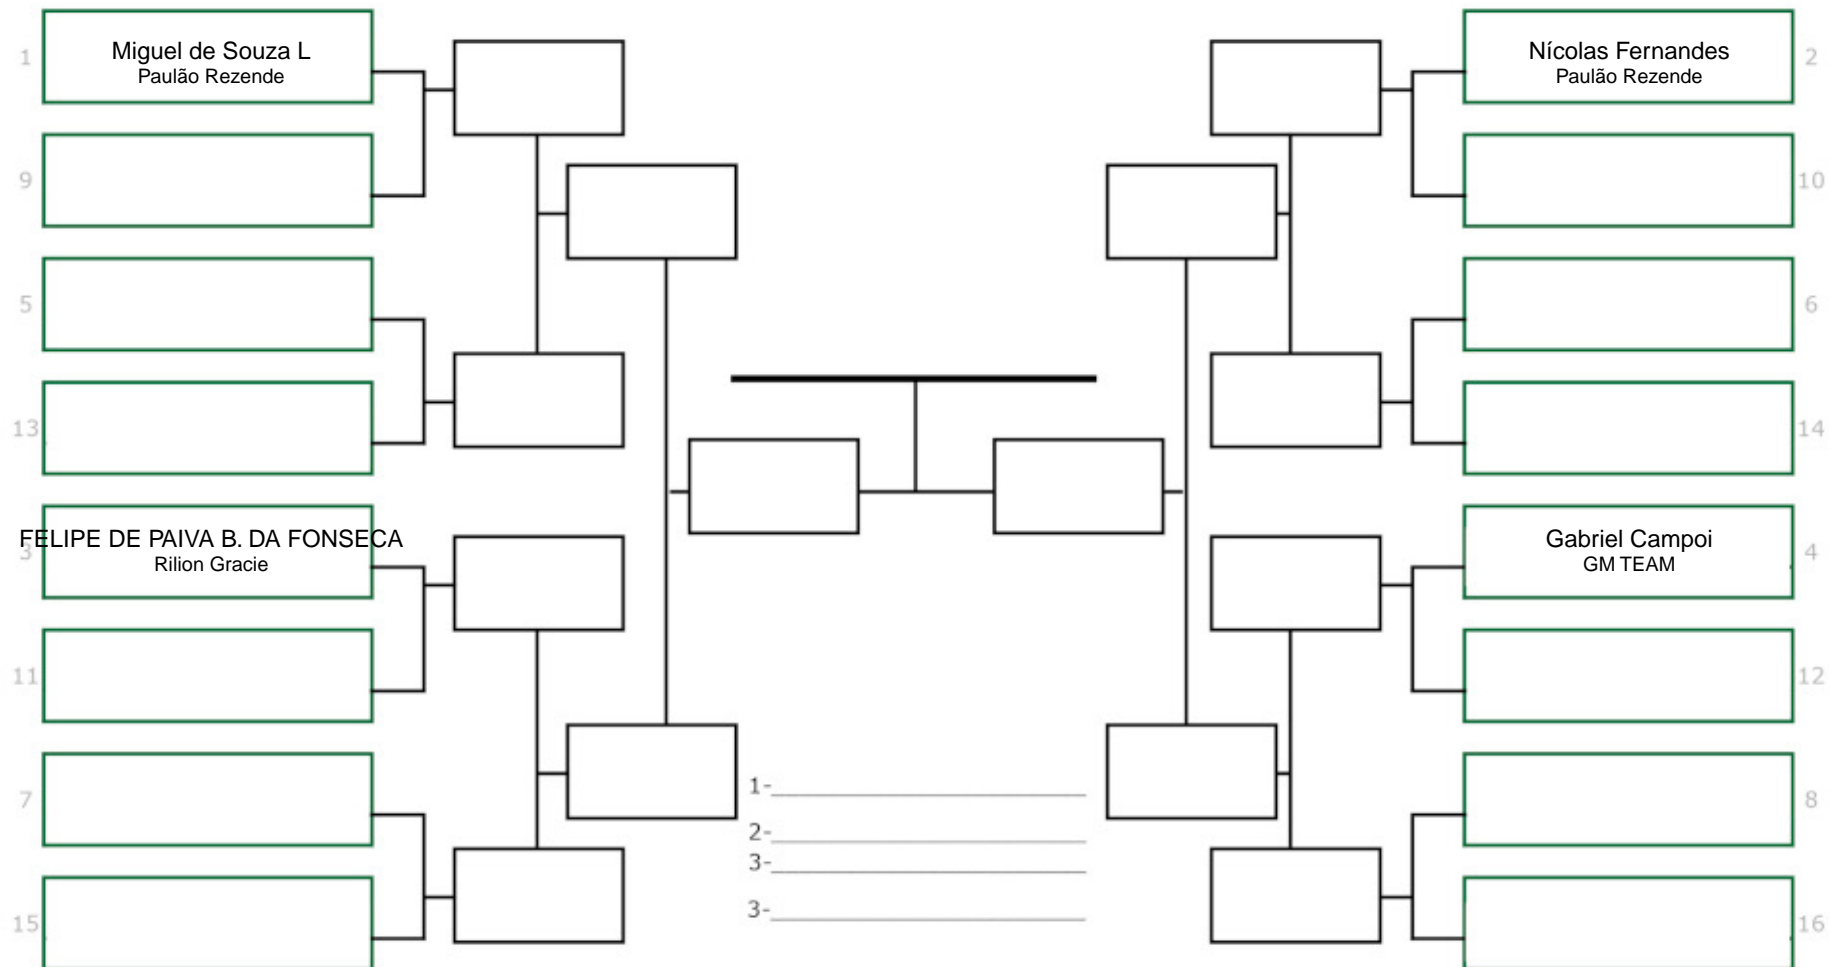 1
Miguel de Souza L
Paulão Rezende
9
5
13
3
FELIPE DE PAIVA B. DA FONSECA
Rilion Gracie
11
7
15
Nícolas Fernandes
Paulão Rezende
2
10
6
14
Gabriel Campoi
GM TEAM
4
12
8
16
1-
2-
3-
3-